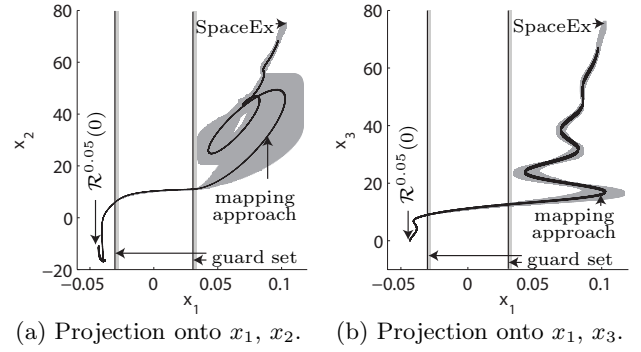 SpaceEx
80
60
40
20
0
−20
x2
R^0.05(0)
mapping
approach
guard set
−0.05 0 0.05 0.1
x1
(a) Projection onto x1, x2.
SpaceEx
80
60
40
20
0
x3
R^0.05(0)
mapping
approach
guard set
−0.05 0 0.05 0.1
x1
(b) Projection onto x1, x3.